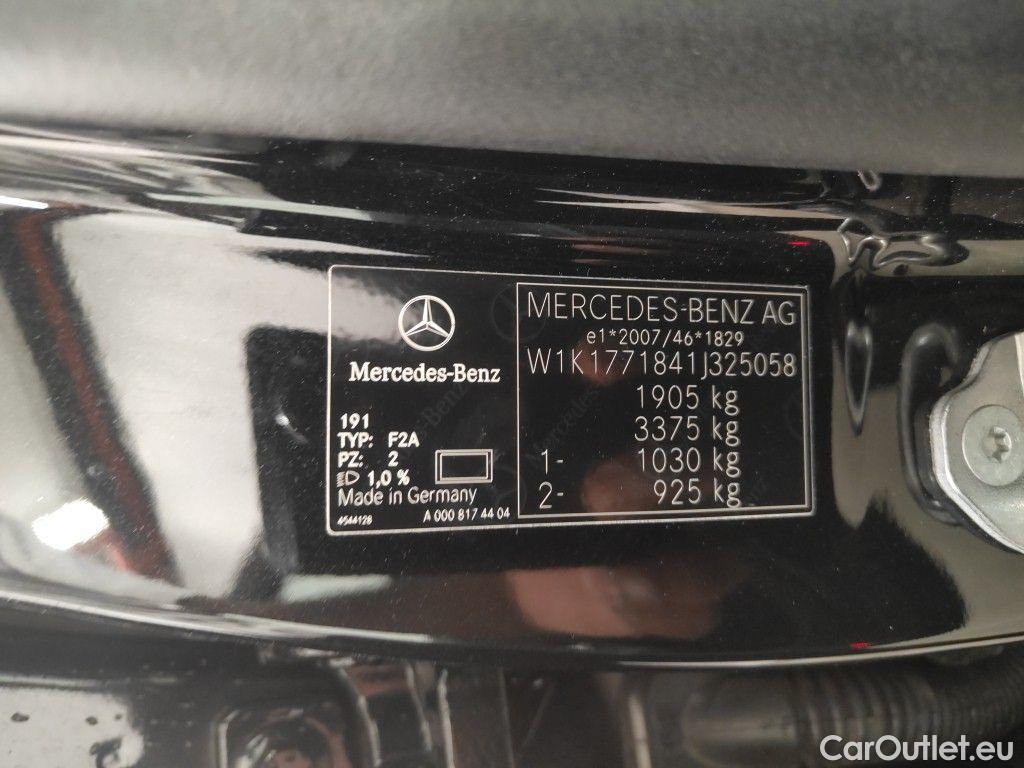 Mercedes-Benz
191
TYP: F2A
PZ: 2
1,0 %
Made in Germany
4544128
A 000 817 44 04
MERCEDES-BENZ AG
e1*2007/46*1829
W1K1771841J325058
1905 kg
3375 kg
1- 1030 kg
2- 925 kg
CarOutlet.eu